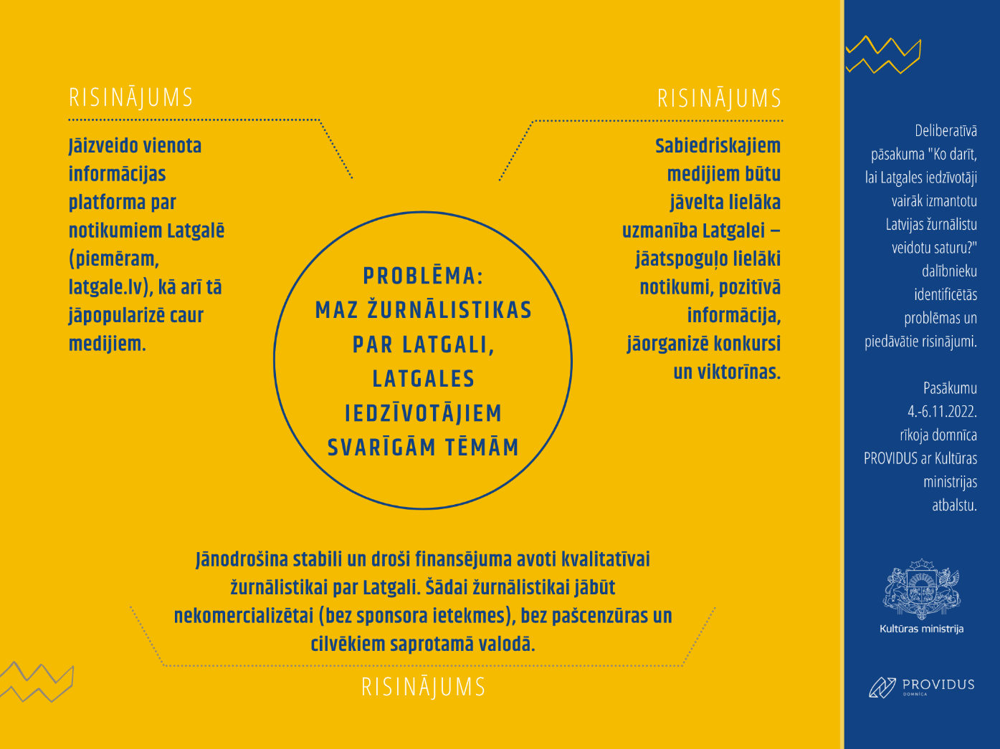 RISINĀJUMS
Jāizveido vienota
informācijas
platforma par
notikumiem Latgalē
(piemēram,
latgale.lv), kā arī tā
jāpopularizē caur
medijiem.
RISINĀJUMS
Sabiedriskajiem
medijiem būtu
jāvelta lielāka
uzmanība Latgalei –
jāatspoguļo lielāki
notikumi, pozitīvā
informācija,
jāorganizē konkursi
un viktorīnas.
PROBLĒMA:
MAZ ŽURNĀLISTIKAS
PAR LATGALI,
LATGALES
IEDZĪVOTĀJIEM
SVARĪGĀM TĒMĀM
Jānodrošina stabili un droši finansējuma avoti kvalitatīvai
žurnālistikai par Latgali. Šādai žurnālistikai jābūt
nekomercializētai (bez sponsora ietekmes), bez pašcenzūras un
cilvēkiem saprotamā valodā.
RISINĀJUMS
Deliberatīvā
pāsakuma "Ko darīt,
lai Latgales iedzīvotāji
vairāk izmantotu
Latvijas žurnālistu
veidotu saturu?"
dalībnieku
identificētās
problēmas un
piedāvātie risinājumi.
Pasākumu
4.-6.11.2022.
rīkoja domnīca
PROVIDUS ar Kultūras
ministrijas
atbalstu.
Kultūras ministrija
PROVIDUS
DOMNĪCA